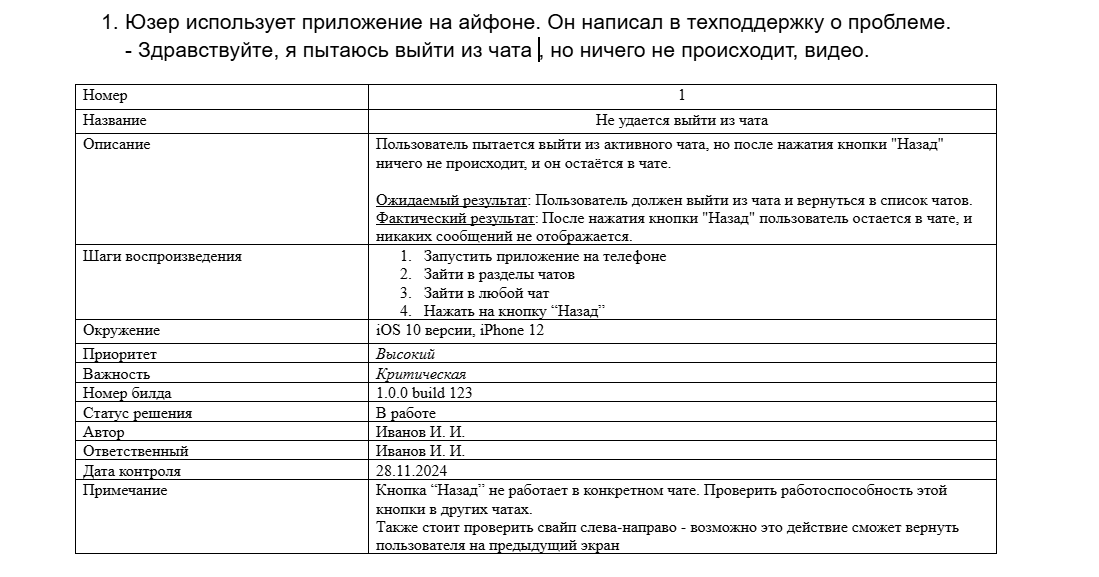 1. Юзер использует приложение на айфоне. Он написал в техподдержку о проблеме.
- Здравствуйте, я пытаюсь выйти из чата , но ничего не происходит, видео.
Номер 1
Название Не удается выйти из чата
Описание Пользователь пытается выйти из активного чата, но после нажатия кнопки "Назад"
ничего не происходит, и он остаётся в чате.
Ожидаемый результат: Пользователь должен выйти из чата и вернуться в список чатов.
Фактический результат: После нажатия кнопки "Назад" пользователь остается в чате, и
никаких сообщений не отображается.
Шаги воспроизведения 1. Запустить приложение на телефоне
2. Зайти в разделы чатов
3. Зайти в любой чат
4. Нажать на кнопку “Назад”
Окружение iOS 10 версии, iPhone 12
Приоритет Высокий
Важность Критическая
Номер билда 1.0.0 build 123
Статус решения В работе
Автор Иванов И. И.
Ответственный Иванов И. И.
Дата контроля 28.11.2024
Примечание Кнопка “Назад” не работает в конкретном чате. Проверить работоспособность этой
кнопки в других чатах.
Также стоит проверить свайп слева-направо - возможно это действие сможет вернуть
пользователя на предыдущий экран